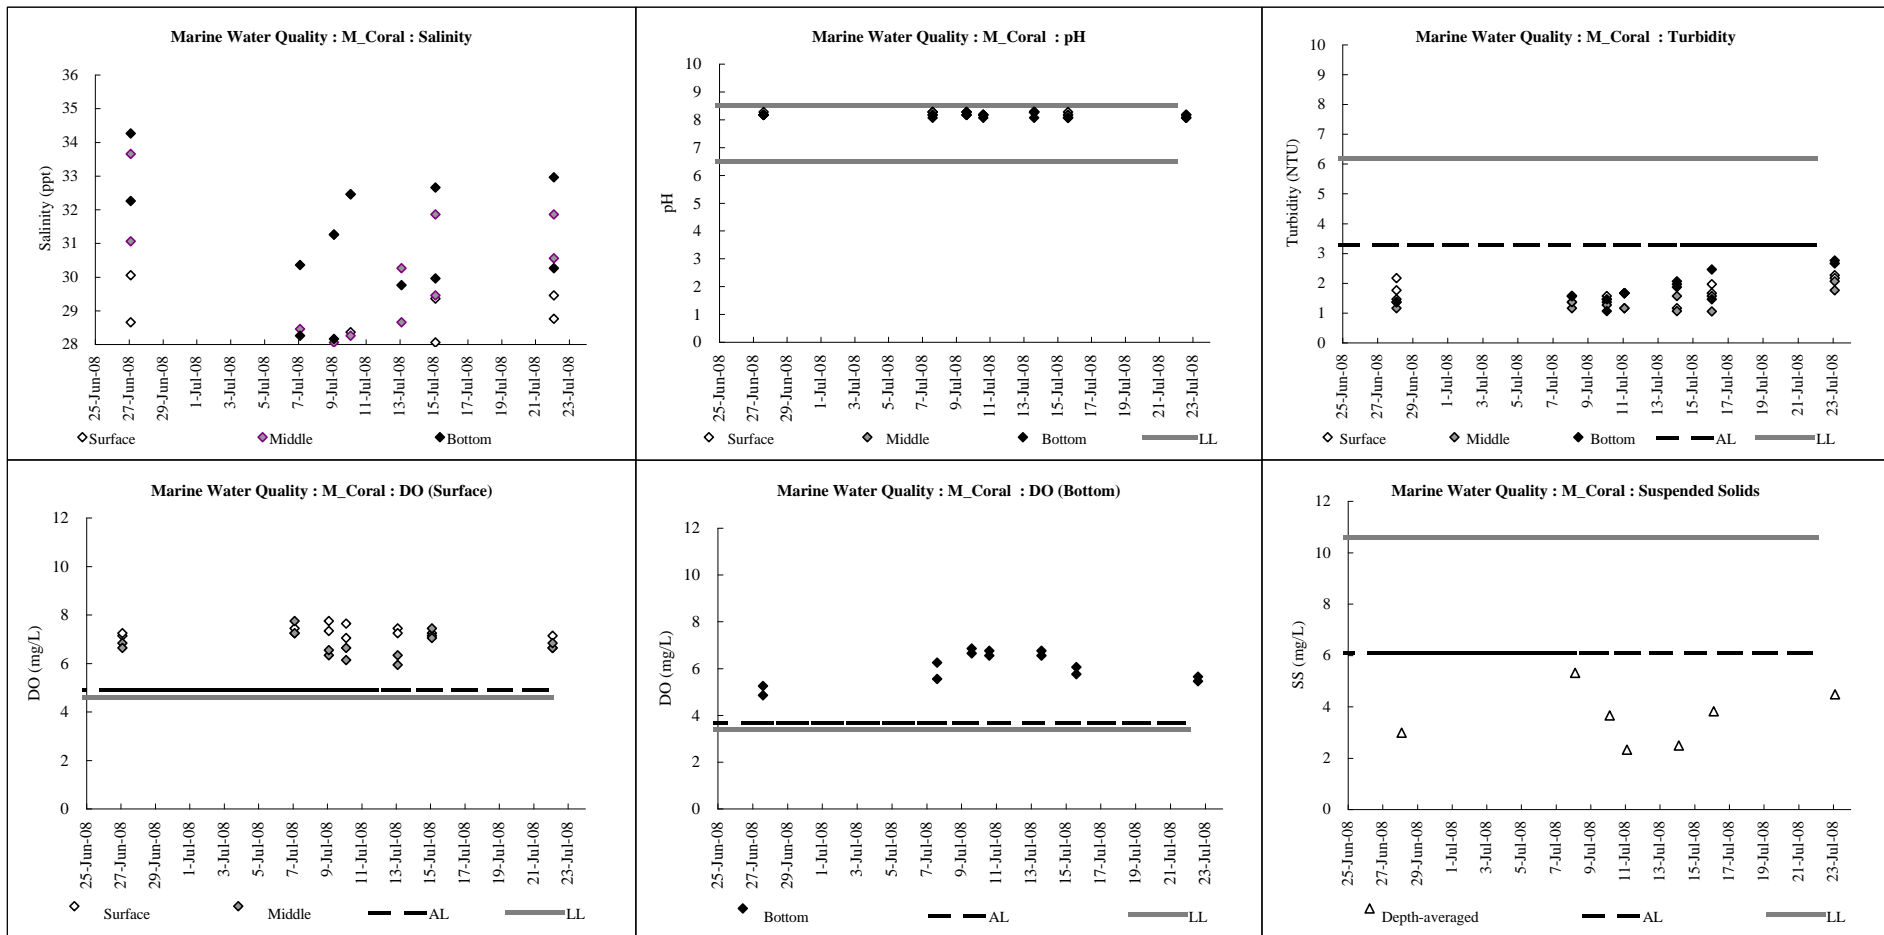 Marine Water Quality : M_Coral : Salinity
36
35
34
33
32
31
30
29
28
Salinity (ppt)
25-Jun-08
27-Jun-08
29-Jun-08
1-Jul-08
3-Jul-08
5-Jul-08
7-Jul-08
9-Jul-08
11-Jul-08
13-Jul-08
15-Jul-08
17-Jul-08
19-Jul-08
21-Jul-08
23-Jul-08
Surface Middle Bottom
Marine Water Quality : M_Coral : pH
10
9
8
7
6
5
4
3
2
1
0
pH
25-Jun-08
27-Jun-08
29-Jun-08
1-Jul-08
3-Jul-08
5-Jul-08
7-Jul-08
9-Jul-08
11-Jul-08
13-Jul-08
15-Jul-08
17-Jul-08
19-Jul-08
21-Jul-08
23-Jul-08
Surface Middle Bottom LL
Marine Water Quality : M_Coral : Turbidity
10
9
8
7
6
5
4
3
2
1
0
Turbidity (NTU)
25-Jun-08
27-Jun-08
29-Jun-08
1-Jul-08
3-Jul-08
5-Jul-08
7-Jul-08
9-Jul-08
11-Jul-08
13-Jul-08
15-Jul-08
17-Jul-08
19-Jul-08
21-Jul-08
23-Jul-08
Surface Middle Bottom AL LL
Marine Water Quality : M_Coral : DO (Surface)
12
10
8
6
4
2
0
DO (mg/L)
25-Jun-08
27-Jun-08
29-Jun-08
1-Jul-08
3-Jul-08
5-Jul-08
7-Jul-08
9-Jul-08
11-Jul-08
13-Jul-08
15-Jul-08
17-Jul-08
19-Jul-08
21-Jul-08
23-Jul-08
Surface Middle AL LL
Marine Water Quality : M_Coral : DO (Bottom)
12
10
8
6
4
2
0
DO (mg/L)
25-Jun-08
27-Jun-08
29-Jun-08
1-Jul-08
3-Jul-08
5-Jul-08
7-Jul-08
9-Jul-08
11-Jul-08
13-Jul-08
15-Jul-08
17-Jul-08
19-Jul-08
21-Jul-08
23-Jul-08
Bottom AL LL
Marine Water Quality : M_Coral : Suspended Solids
12
10
8
6
4
2
0
SS (mg/L)
25-Jun-08
27-Jun-08
29-Jun-08
1-Jul-08
3-Jul-08
5-Jul-08
7-Jul-08
9-Jul-08
11-Jul-08
13-Jul-08
15-Jul-08
17-Jul-08
19-Jul-08
21-Jul-08
23-Jul-08
Depth-averaged AL LL